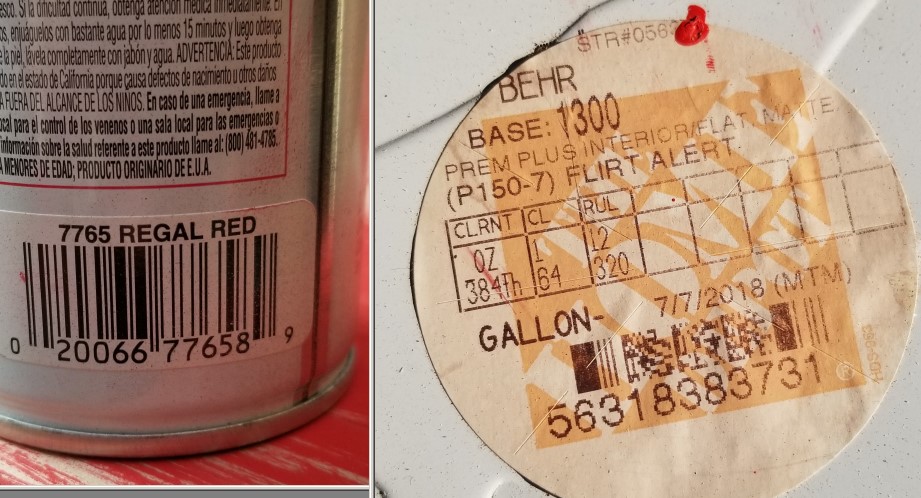 esco. Si la dificultad continúa, obtenga atención médica inmediatamente. En
os, enjuáguelos con bastante agua por lo menos 15 minutos y luego obtenga
e la piel, lávela completamente con jabón y agua. ADVERTENCIA: Este producto
do en el estado de California porque causa defectos de nacimiento u otros daños
A FUERA DEL ALCANCE DE LOS NINOS. En caso de una emergencia, llame a
ocal para el control de los venenos o una sala local para las emergencias o
información sobre la salud referente a este producto llame al: (800) 481-4785.
A MENORES DE EDAD; PRODUCTO ORIGINARIO DE E.U.A.
7765 REGAL RED
0 20066 77658 9
BEHR
BASE: 1300
PREM PLUS INTERIOR/FLAT, MATTE
(P150-7) FLIRT ALERT
CLRNT CL RUL
OZ 1 12
384Th 64 320
7/7/2018 (MTM)
GALLON-
56318383731